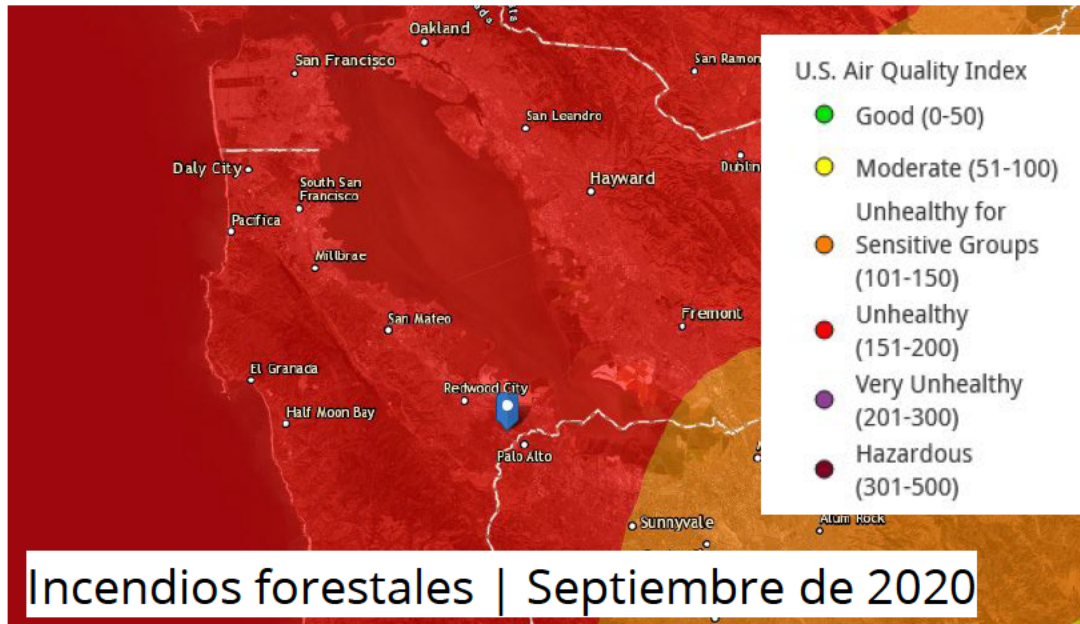 Oakland
San Francisco
San Ramon
San Leandro
Daly City
Dublin
South San
Francisco
Hayward
Pacifica
Millbrae
San Mateo
Fremont
El Granada
Redwood City
Half Moon Bay
Palo Alto
Sunnyvale
Alum Rock
U.S. Air Quality Index
Good (0-50)
Moderate (51-100)
Unhealthy for
Sensitive Groups
(101-150)
Unhealthy
(151-200)
Very Unhealthy
(201-300)
Hazardous
(301-500)
Incendios forestales | Septiembre de 2020